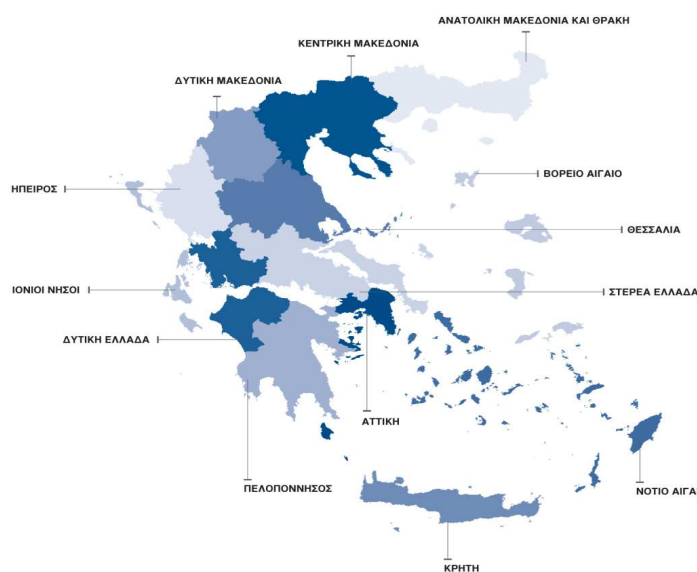 ΑΝΑΤΟΛΙΚΗ ΜΑΚΕΔΟΝΙΑ ΚΑΙ ΘΡΑΚΗ
ΚΕΝΤΡΙΚΗ ΜΑΚΕΔΟΝΙΑ
ΔΥΤΙΚΗ ΜΑΚΕΔΟΝΙΑ
ΒΟΡΕΙΟ ΑΙΓΑΙΟ
ΗΠΕΙΡΟΣ
ΘΕΣΣΑΛΙΑ
ΙΟΝΙΟΙ ΝΗΣΟΙ
ΣΤΕΡΕΑ ΕΛΛΑΔΑ
ΔΥΤΙΚΗ ΕΛΛΑΔΑ
ΑΤΤΙΚΗ
ΠΕΛΟΠΟΝΝΗΣΟΣ
ΝΟΤΙΟ ΑΙΓΑΙ
ΚΡΗΤΗ